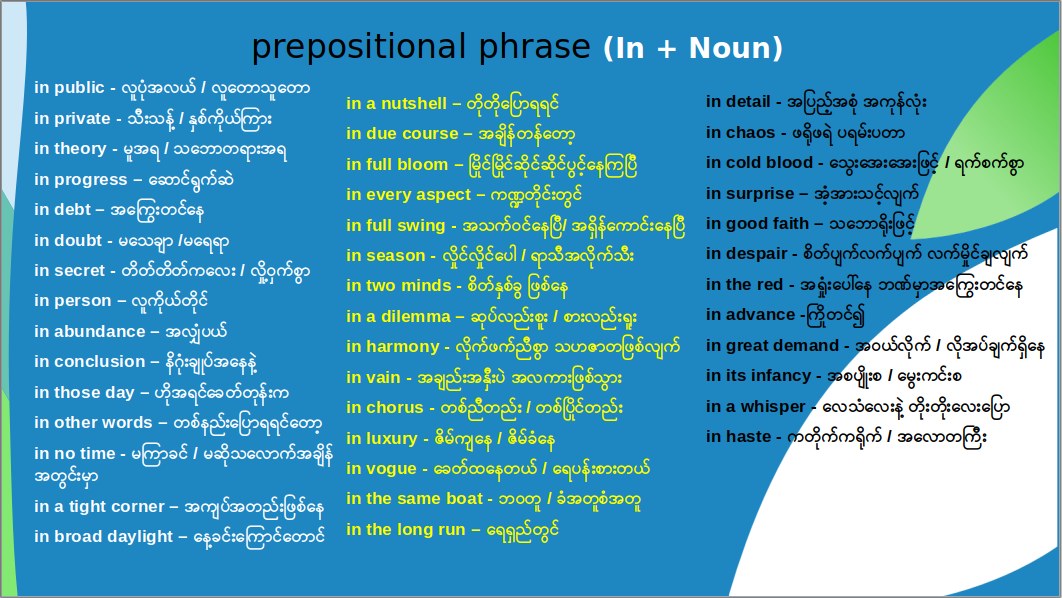 prepositional phrase (In + Noun)
in public - လူပုံအလယ် / လူတောသူတော
in private - သီးသန့် / နှစ်ကိုယ်ကြား
in theory - မူအရ / သဘောတရားအရ
in progress – ဆောင်ရွက်ဆဲ
in debt – အကြွေးတင်နေ
in doubt - မသေချာ /မရေရာ
in secret - တိတ်တိတ်ကလေး / လျှို့ဝှက်စွာ
in person – လူကိုယ်တိုင်
in abundance – အလျှံပယ်
in conclusion – နိဂုံးချုပ်အနေနဲ့
in those day – ဟိုအရင်ခေတ်တုန်းက
in other words – တစ်နည်းပြောရရင်တော့
in no time - မကြာခင် / မဆိုသလောက်အချိန်
အတွင်းမှာ
in a tight corner – အကျပ်အတည်းဖြစ်နေ
in broad daylight – နေ့ခင်းကြောင်တောင်
in a nutshell – တိုတိုပြောရရင်
in due course – အချိန်တန်တော့
in full bloom – မြှိုင်မြှိုင်ဆိုင်ဆိုင်ပွင့်နေကြပြီ
in every aspect – ကဏ္ဍတိုင်းတွင်
in full swing - အသက်ဝင်နေပြီ/ အရှိန်ကောင်းနေပြီ
in season - လှိုင်လှိုင်ပေါ / ရာသီအလိုက်သီး
in two minds - စိတ်နှစ်ခွ ဖြစ်နေ
in a dilemma – ဆုပ်လည်းစူး / စားလည်းရူး
in harmony - လိုက်ဖက်ညီစွာ သဟဇာတဖြစ်လျက်
in vain - အချည်းအနှီးပဲ အလကားဖြစ်သွား
in chorus - တစ်ညီတည်း / တစ်ပြိုင်တည်း
in luxury - ဇိမ်ကျနေ / ဇိမ်ခံနေ
in vogue - ခေတ်ထနေတယ် / ရေပန်းစားတယ်
in the same boat - ဘဝတူ / ခံအတူစံအတူ
in the long run – ရေရှည်တွင်
in detail - အပြည့်အစုံ အကုန်လုံး
in chaos - ဖရိုဖရဲ ပရမ်းပတာ
in cold blood - သွေးအေးအေးဖြင့် / ရက်စက်စွာ
in surprise – အံ့အားသင့်လျက်
in good faith – သဘောရိုးဖြင့်
in despair - စိတ်ပျက်လက်ပျက် လက်မှိုင်ချလျက်
in the red - အရှုံးပေါ်နေ ဘဏ်မှာအကြွေးတင်နေ
in advance -ကြိုတင်၍
in great demand - အဝယ်လိုက် / လိုအပ်ချက်ရှိနေ
in its infancy - အစပျိုးစ / မွေးကင်းစ
in a whisper - လေသံလေးနဲ့ တိုးတိုးလေးပြော
in haste - ကတိုက်ကရိုက် / အလောတကြီး